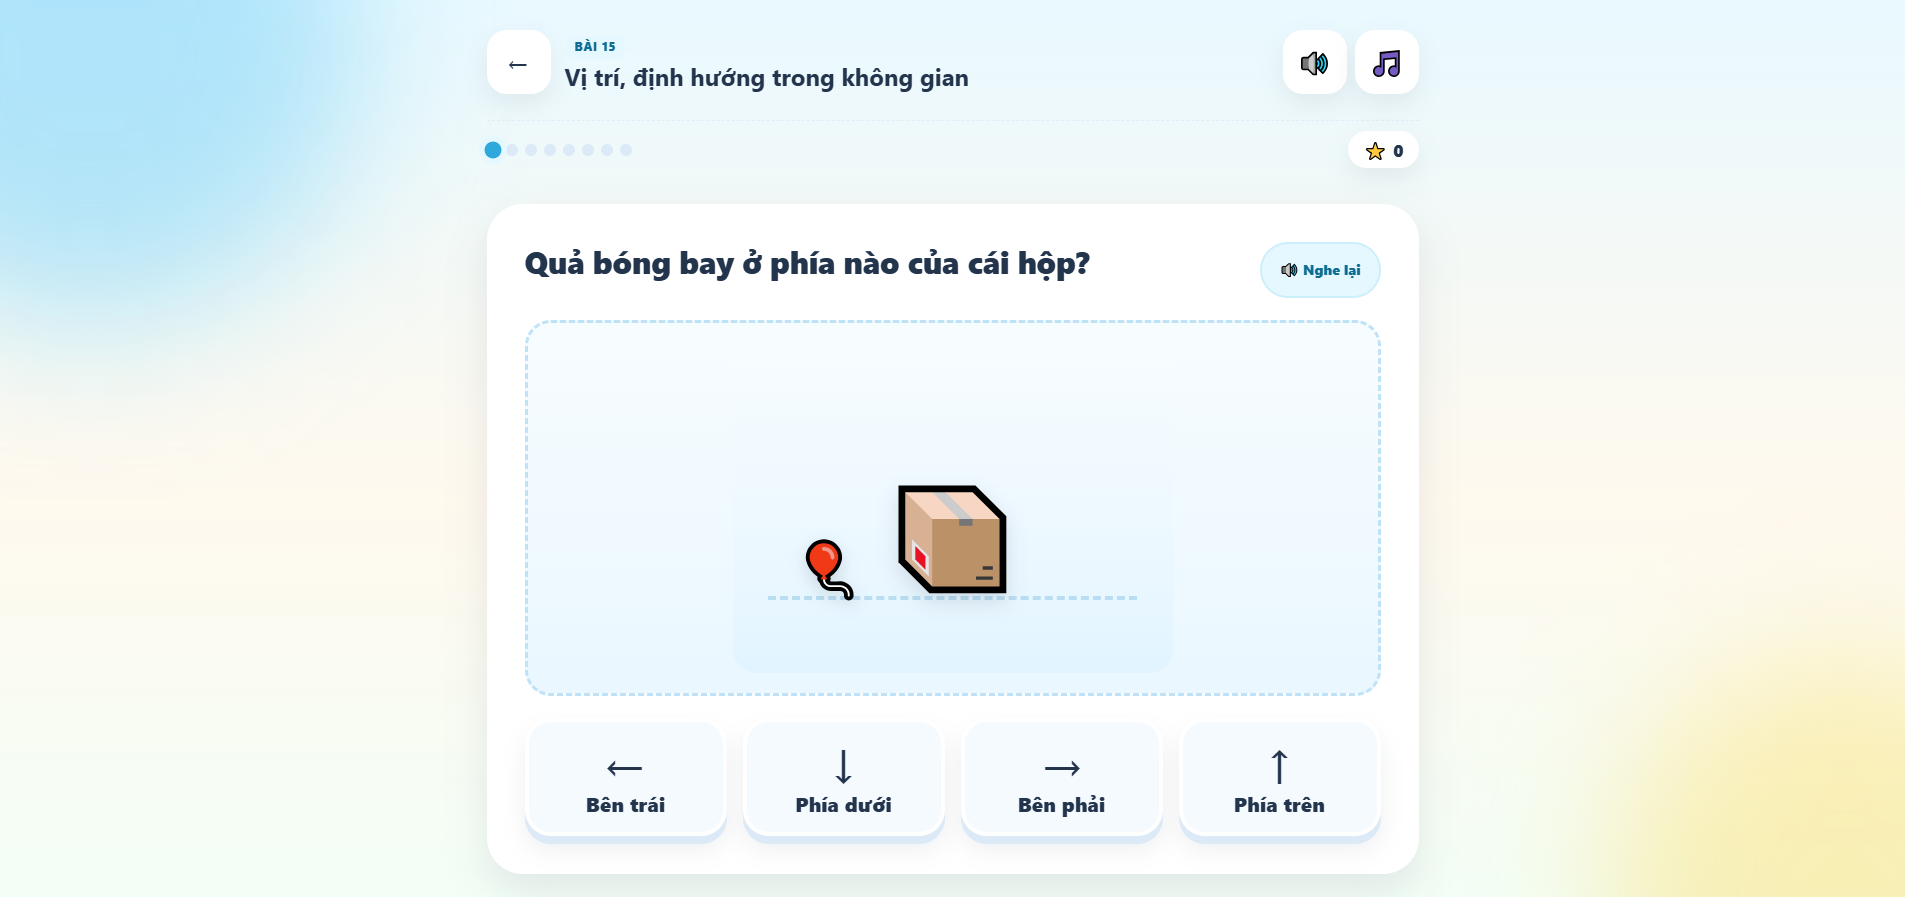 BÀI 15
Vị trí, định hướng trong không gian
0
Quả bóng bay ở phía nào của cái hộp?
Nghe lại
Bên trái
Phía dưới
Bên phải
Phía trên